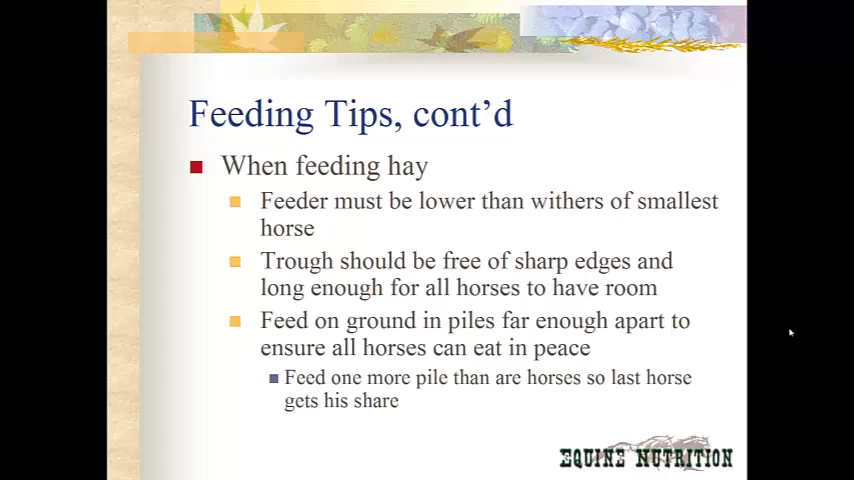 Feeding Tips, cont’d
When feeding hay
Feeder must be lower than withers of smallest
horse
Trough should be free of sharp edges and
long enough for all horses to have room
Feed on ground in piles far enough apart to
ensure all horses can eat in peace
Feed one more pile than are horses so last horse
gets his share
EQUINE NUTRITION